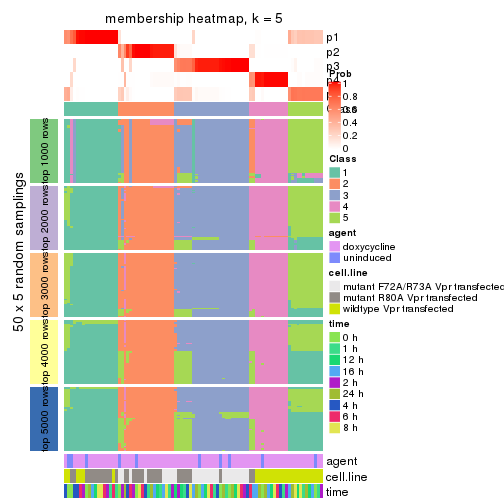 membership heatmap, k = 5
p1
p2
p3
p4
Prob
1
0.8
0.6
0.4
0.2
0
Class
1
2
3
4
5
agent
doxycycline
uninduced
cell.line
mutant F72A/R73A Vpr transfected
mutant R80A Vpr transfected
wildtype Vpr transfected
time
0 h
1 h
12 h
16 h
2 h
24 h
4 h
6 h
8 h
50 x 5 random samplings
top 1000 rows
top 2000 rows
top 3000 rows
top 4000 rows
top 5000 rows
agent
cell.line
time